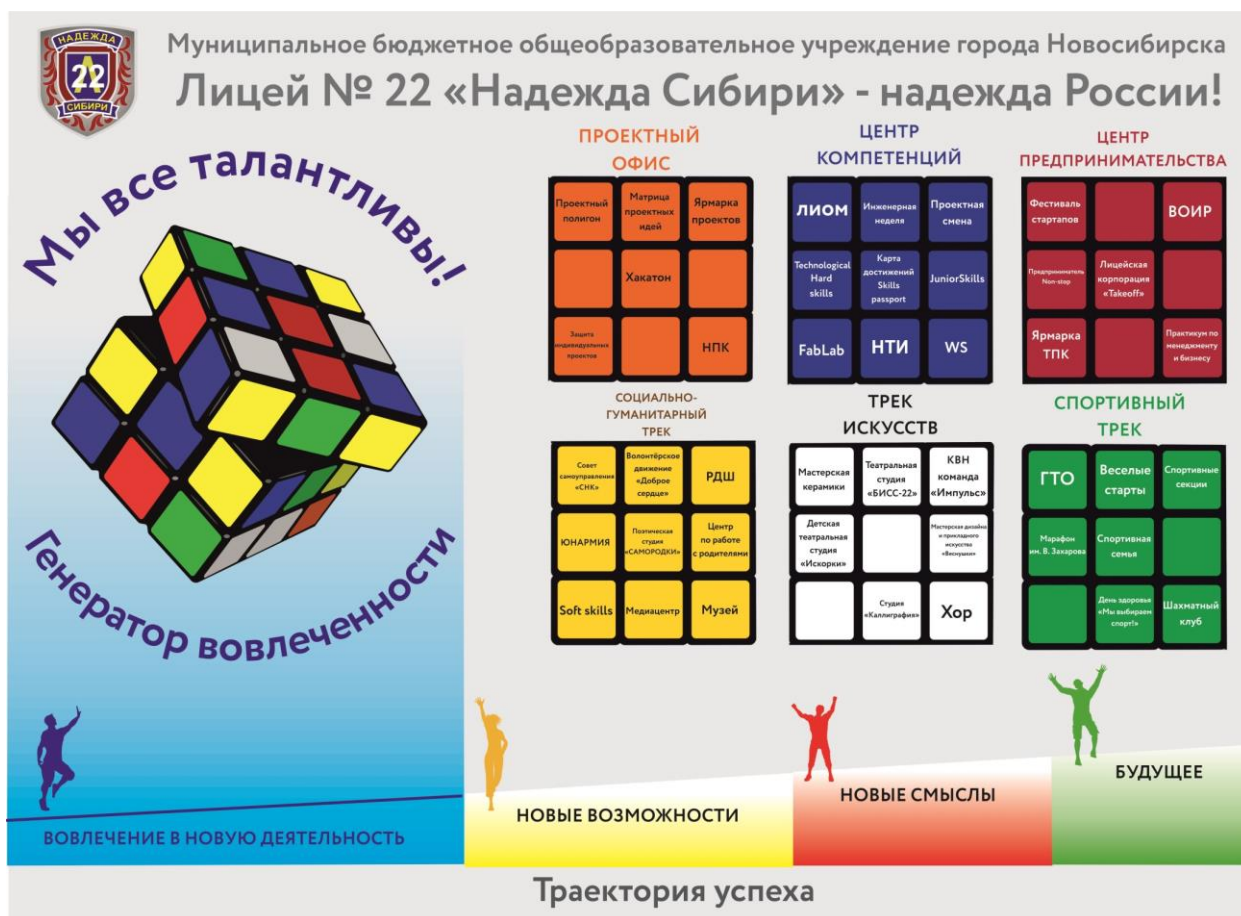 НАДЕЖДА
22
СИБИРИ
Муниципальное бюджетное общеобразовательное учреждение города Новосибирска
Лицей № 22 «Надежда Сибири» - надежда России!
Мы все талантливы!
Генератор вовлеченности
ПРОЕКТНЫЙ
ОФИС
Проектный
полигон
Матрица
проектных
идей
Ярмарка
проектов
Хакатон
Защита
индивидуальных
проектов
НПК
ЦЕНТР
КОМПЕТЕНЦИЙ
ЛИОМ
Инженерная
неделя
Проектная
смена
Technological
Hard
skills
Карта
достижений
Skills
passport
JuniorSkills
FabLab
НТИ
WS
ЦЕНТР
ПРЕДПРИНИМАТЕЛЬСТВА
Фестиваль
стартапов
ВОИР
Предприниматель
Non-stop
Лицейская
корпорация
«Takeoff»
Ярмарка
ТПК
Практикум по
менеджменту
и бизнесу
СОЦИАЛЬНО-
ГУМАНИТАРНЫЙ
ТРЕК
Совет
самоуправления
«СНК»
Волонтёрское
движение
«Доброе
сердце»
РДШ
ЮНАРМИЯ
Поэтическая
студия
«САМОРОДКИ»
Центр
по работе
с родителями
Soft skills
Медиацентр
Музей
ТРЕК
ИСКУССТВ
Мастерская
керамики
Театральная
студия
«БИСС-22»
КВН
команда
«Импульс»
Детская
театральная
студия
«Искорки»
Мастерская дизайна
и прикладного
искусства
«Веснушки»
Студия
«Каллиграфия»
Хор
СПОРТИВНЫЙ
ТРЕК
ГТО
Веселые
старты
Спортивные
секции
Марафон
им. В. Захарова
Спортивная
семья
День здоровья
«Мы выбираем
спорт!»
Шахматный
клуб
ВОВЛЕЧЕНИЕ В НОВУЮ ДЕЯТЕЛЬНОСТЬ
НОВЫЕ ВОЗМОЖНОСТИ
НОВЫЕ СМЫСЛЫ
БУДУЩЕЕ
Траектория успеха